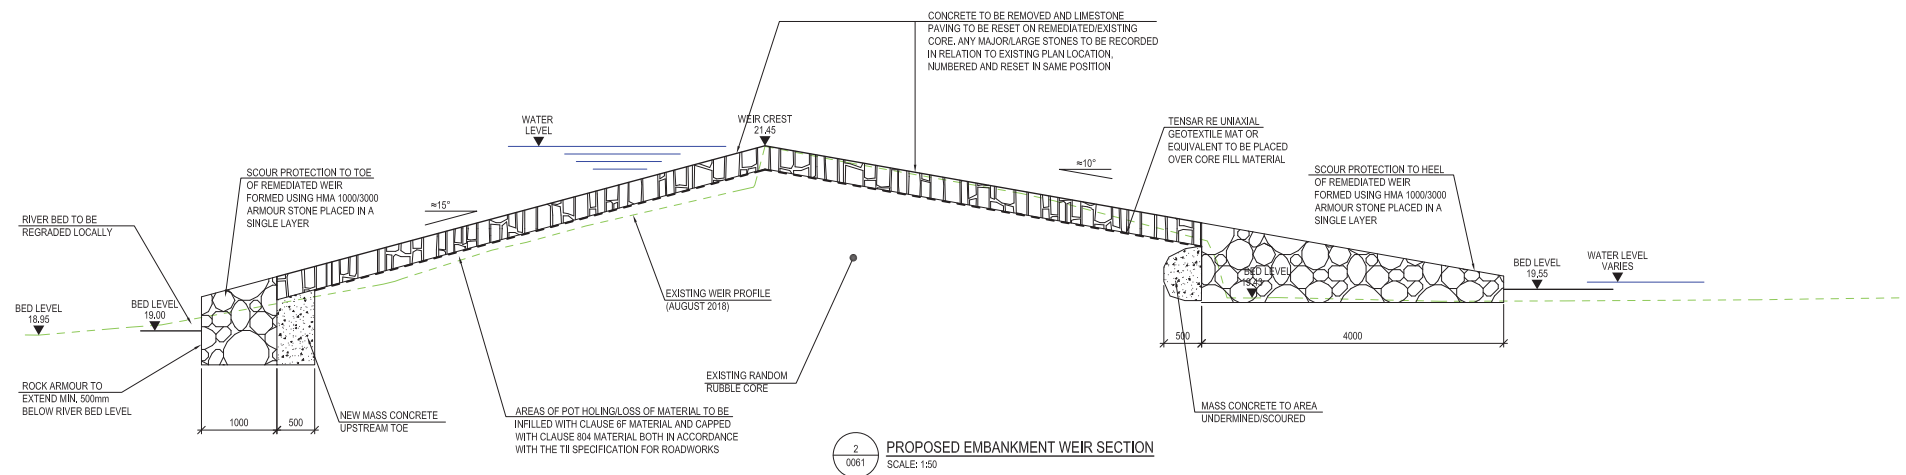 CONCRETE TO BE REMOVED AND LIMESTONE
PAVING TO BE RESET ON REMEDIATED/EXISTING
CORE. ANY MAJOR/LARGE STONES TO BE RECORDED
IN RELATION TO EXISTING PLAN LOCATION,
NUMBERED AND RESET IN SAME POSITION
WATER
LEVEL
WEIR CREST
21.45
TENSAR RE UNIAXIAL
GEOTEXTILE MAT OR
EQUIVALENT TO BE PLACED
OVER CORE FILL MATERIAL
≈10°
SCOUR PROTECTION TO TOE
OF REMEDIATED WEIR
FORMED USING HMA 1000/3000
ARMOUR STONE PLACED IN A
SINGLE LAYER
SCOUR PROTECTION TO HEEL
OF REMEDIATED WEIR
FORMED USING HMA 1000/3000
ARMOUR STONE PLACED IN A
SINGLE LAYER
≈15°
RIVER BED TO BE
REGRADED LOCALLY
BED LEVEL
18.95
BED LEVEL
19.00
EXISTING WEIR PROFILE
(AUGUST 2018)
BED LEVEL
19.43
BED LEVEL
19.55
WATER LEVEL
VARIES
500
4000
EXISTING RANDOM
RUBBLE CORE
ROCK ARMOUR TO
EXTEND MIN. 500mm
BELOW RIVER BED LEVEL
1000
500
NEW MASS CONCRETE
UPSTREAM TOE
AREAS OF POT HOLING/LOSS OF MATERIAL TO BE
INFILLED WITH CLAUSE 6F MATERIAL AND CAPPED
WITH CLAUSE 804 MATERIAL BOTH IN ACCORDANCE
WITH THE TII SPECIFICATION FOR ROADWORKS
MASS CONCRETE TO AREA
UNDERMINED/SCOURED
2
0061
PROPOSED EMBANKMENT WEIR SECTION
SCALE: 1:50